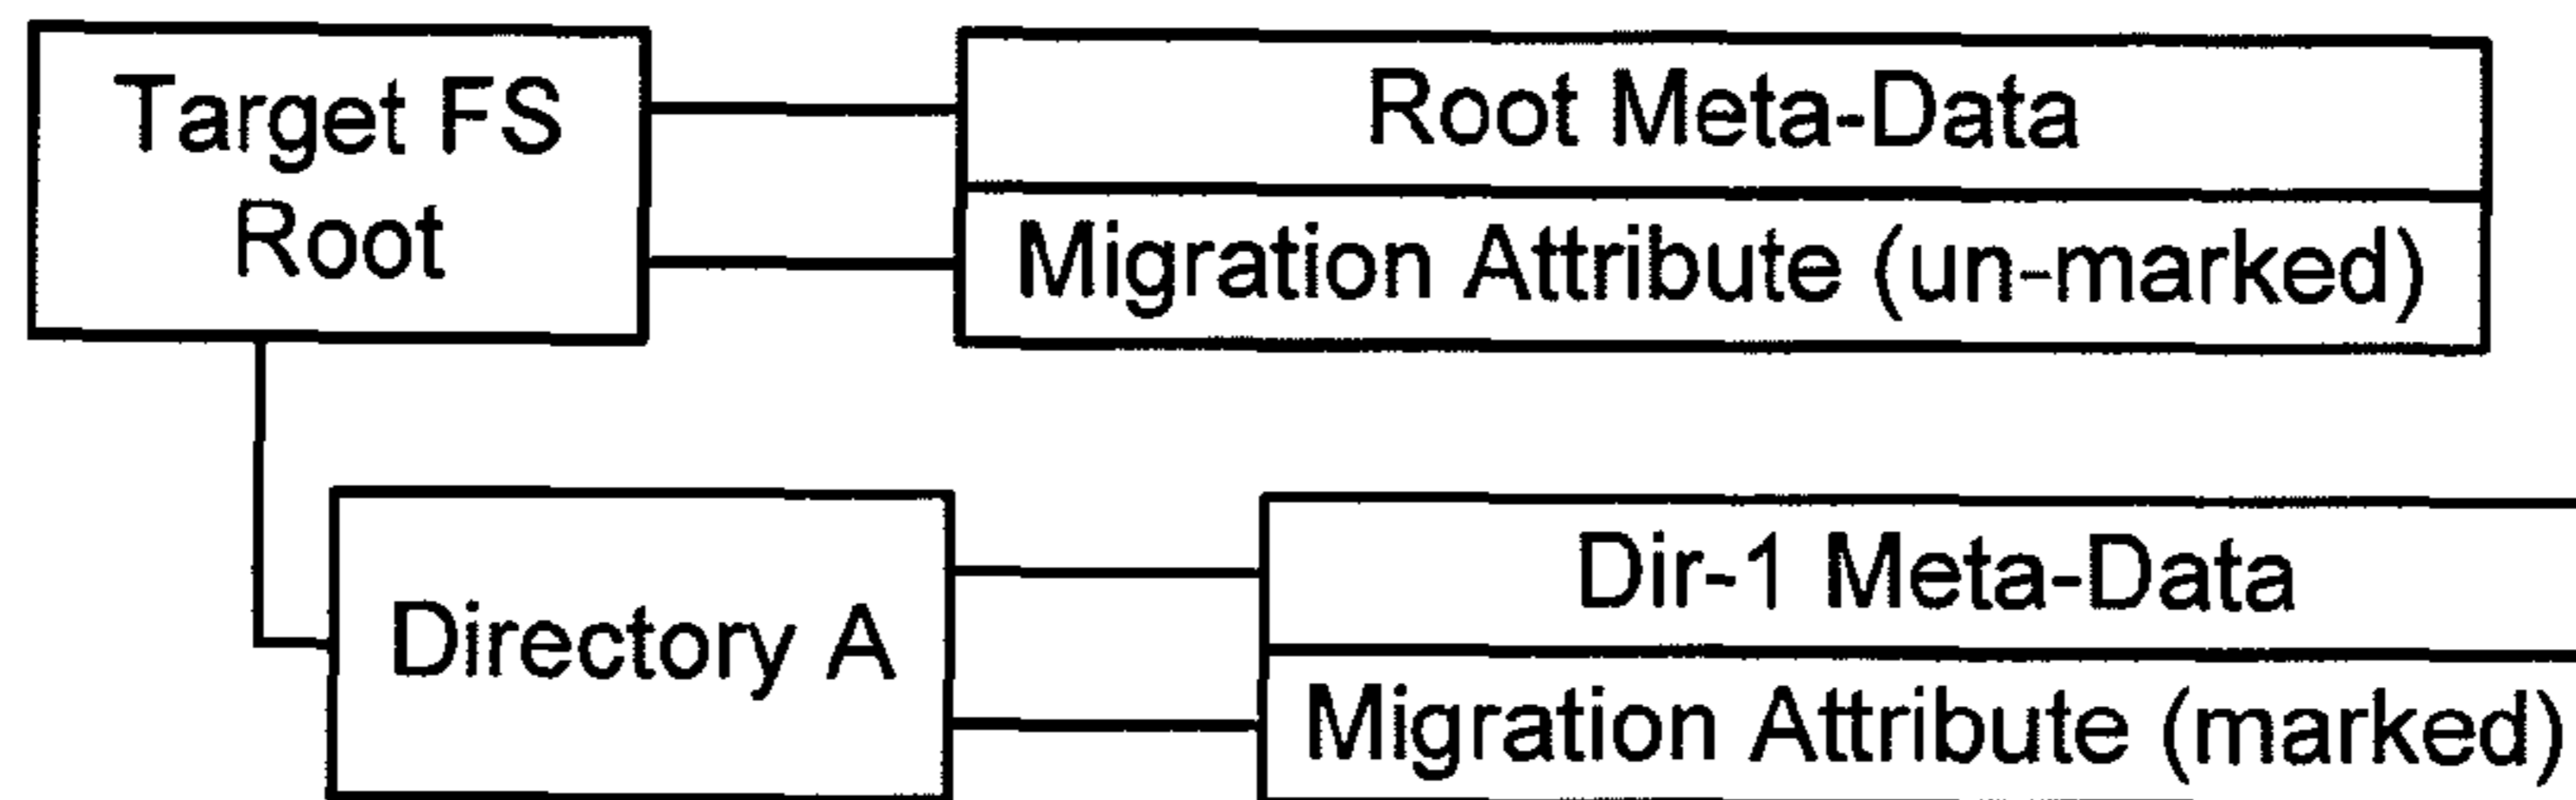 Target FS
Root
Root Meta-Data
Migration Attribute (un-marked)
Directory A
Dir-1 Meta-Data
Migration Attribute (marked)